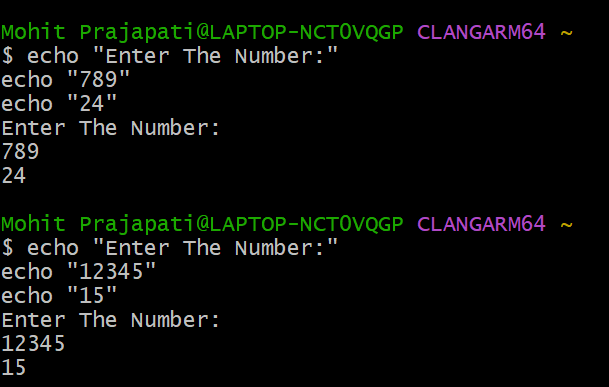 Mohit Prajapati@LAPTOP-NCT0VQGP CLANGARM64 ~
$ echo "Enter The Number:"
echo "789"
echo "24"
Enter The Number:
789
24
Mohit Prajapati@LAPTOP-NCT0VQGP CLANGARM64 ~
$ echo "Enter The Number:"
echo "12345"
echo "15"
Enter The Number:
12345
15